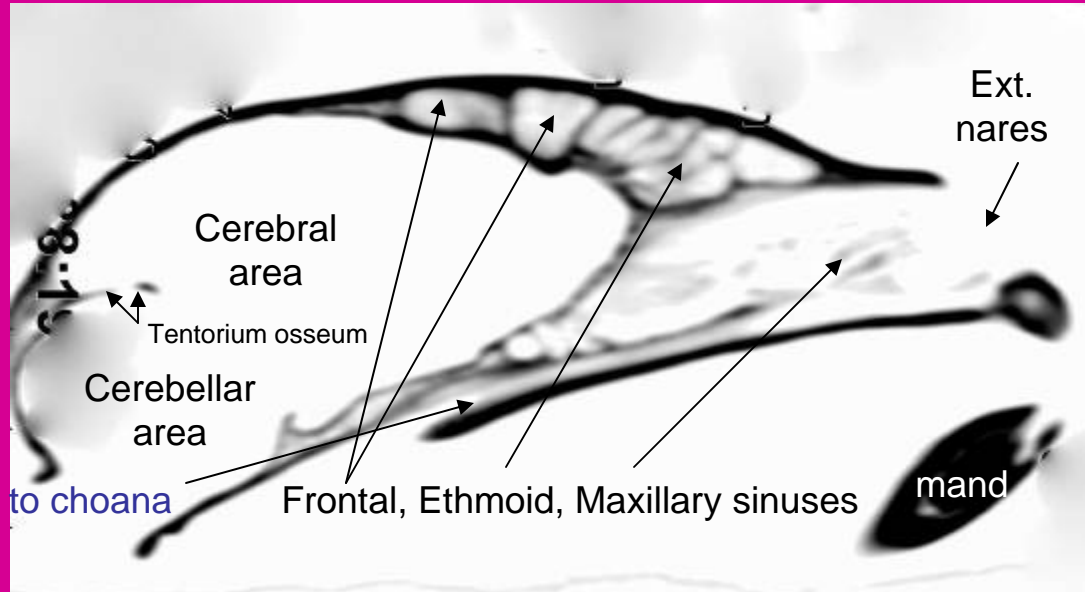 Ext.
nares
Cerebral
area
Tentorium osseum
Cerebellar
area
to choana
Frontal, Ethmoid, Maxillary sinuses
mand